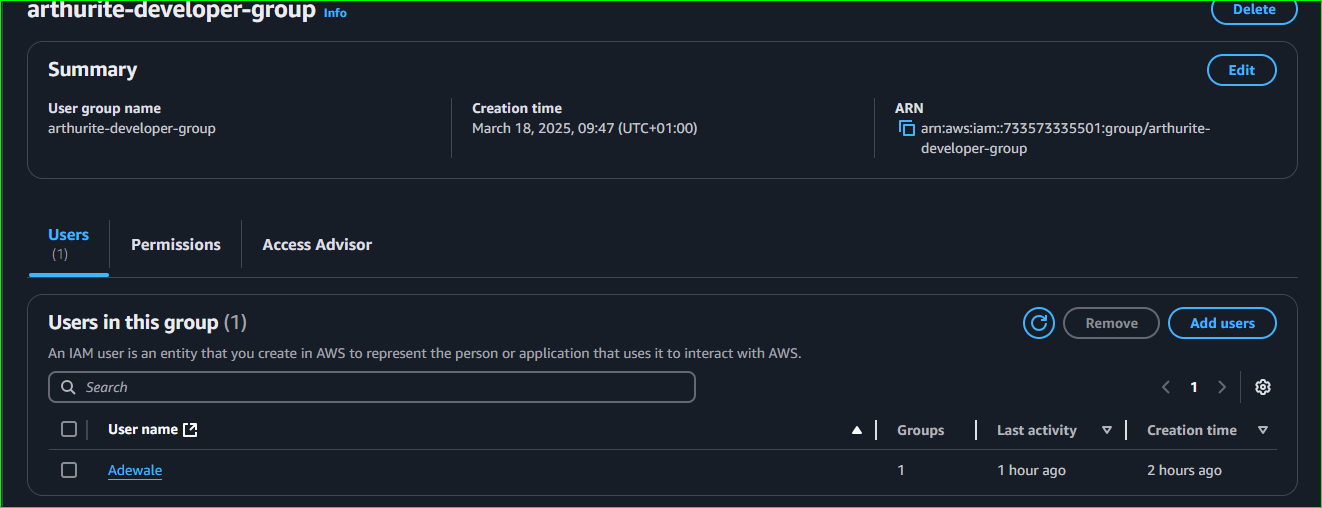 arthurite-developer-group Info
Delete
Summary
Edit
User group name
arthurite-developer-group
Creation time
March 18, 2025, 09:47 (UTC+01:00)
ARN
arn:aws:iam::733573335501:group/arthurite-
developer-group
Users
(1)
Permissions
Access Advisor
Users in this group (1)
Remove
Add users
An IAM user is an entity that you create in AWS to represent the person or application that uses it to interact with AWS.
Search
1
User name
Groups
Last activity
Creation time
Adewale
1
1 hour ago
2 hours ago